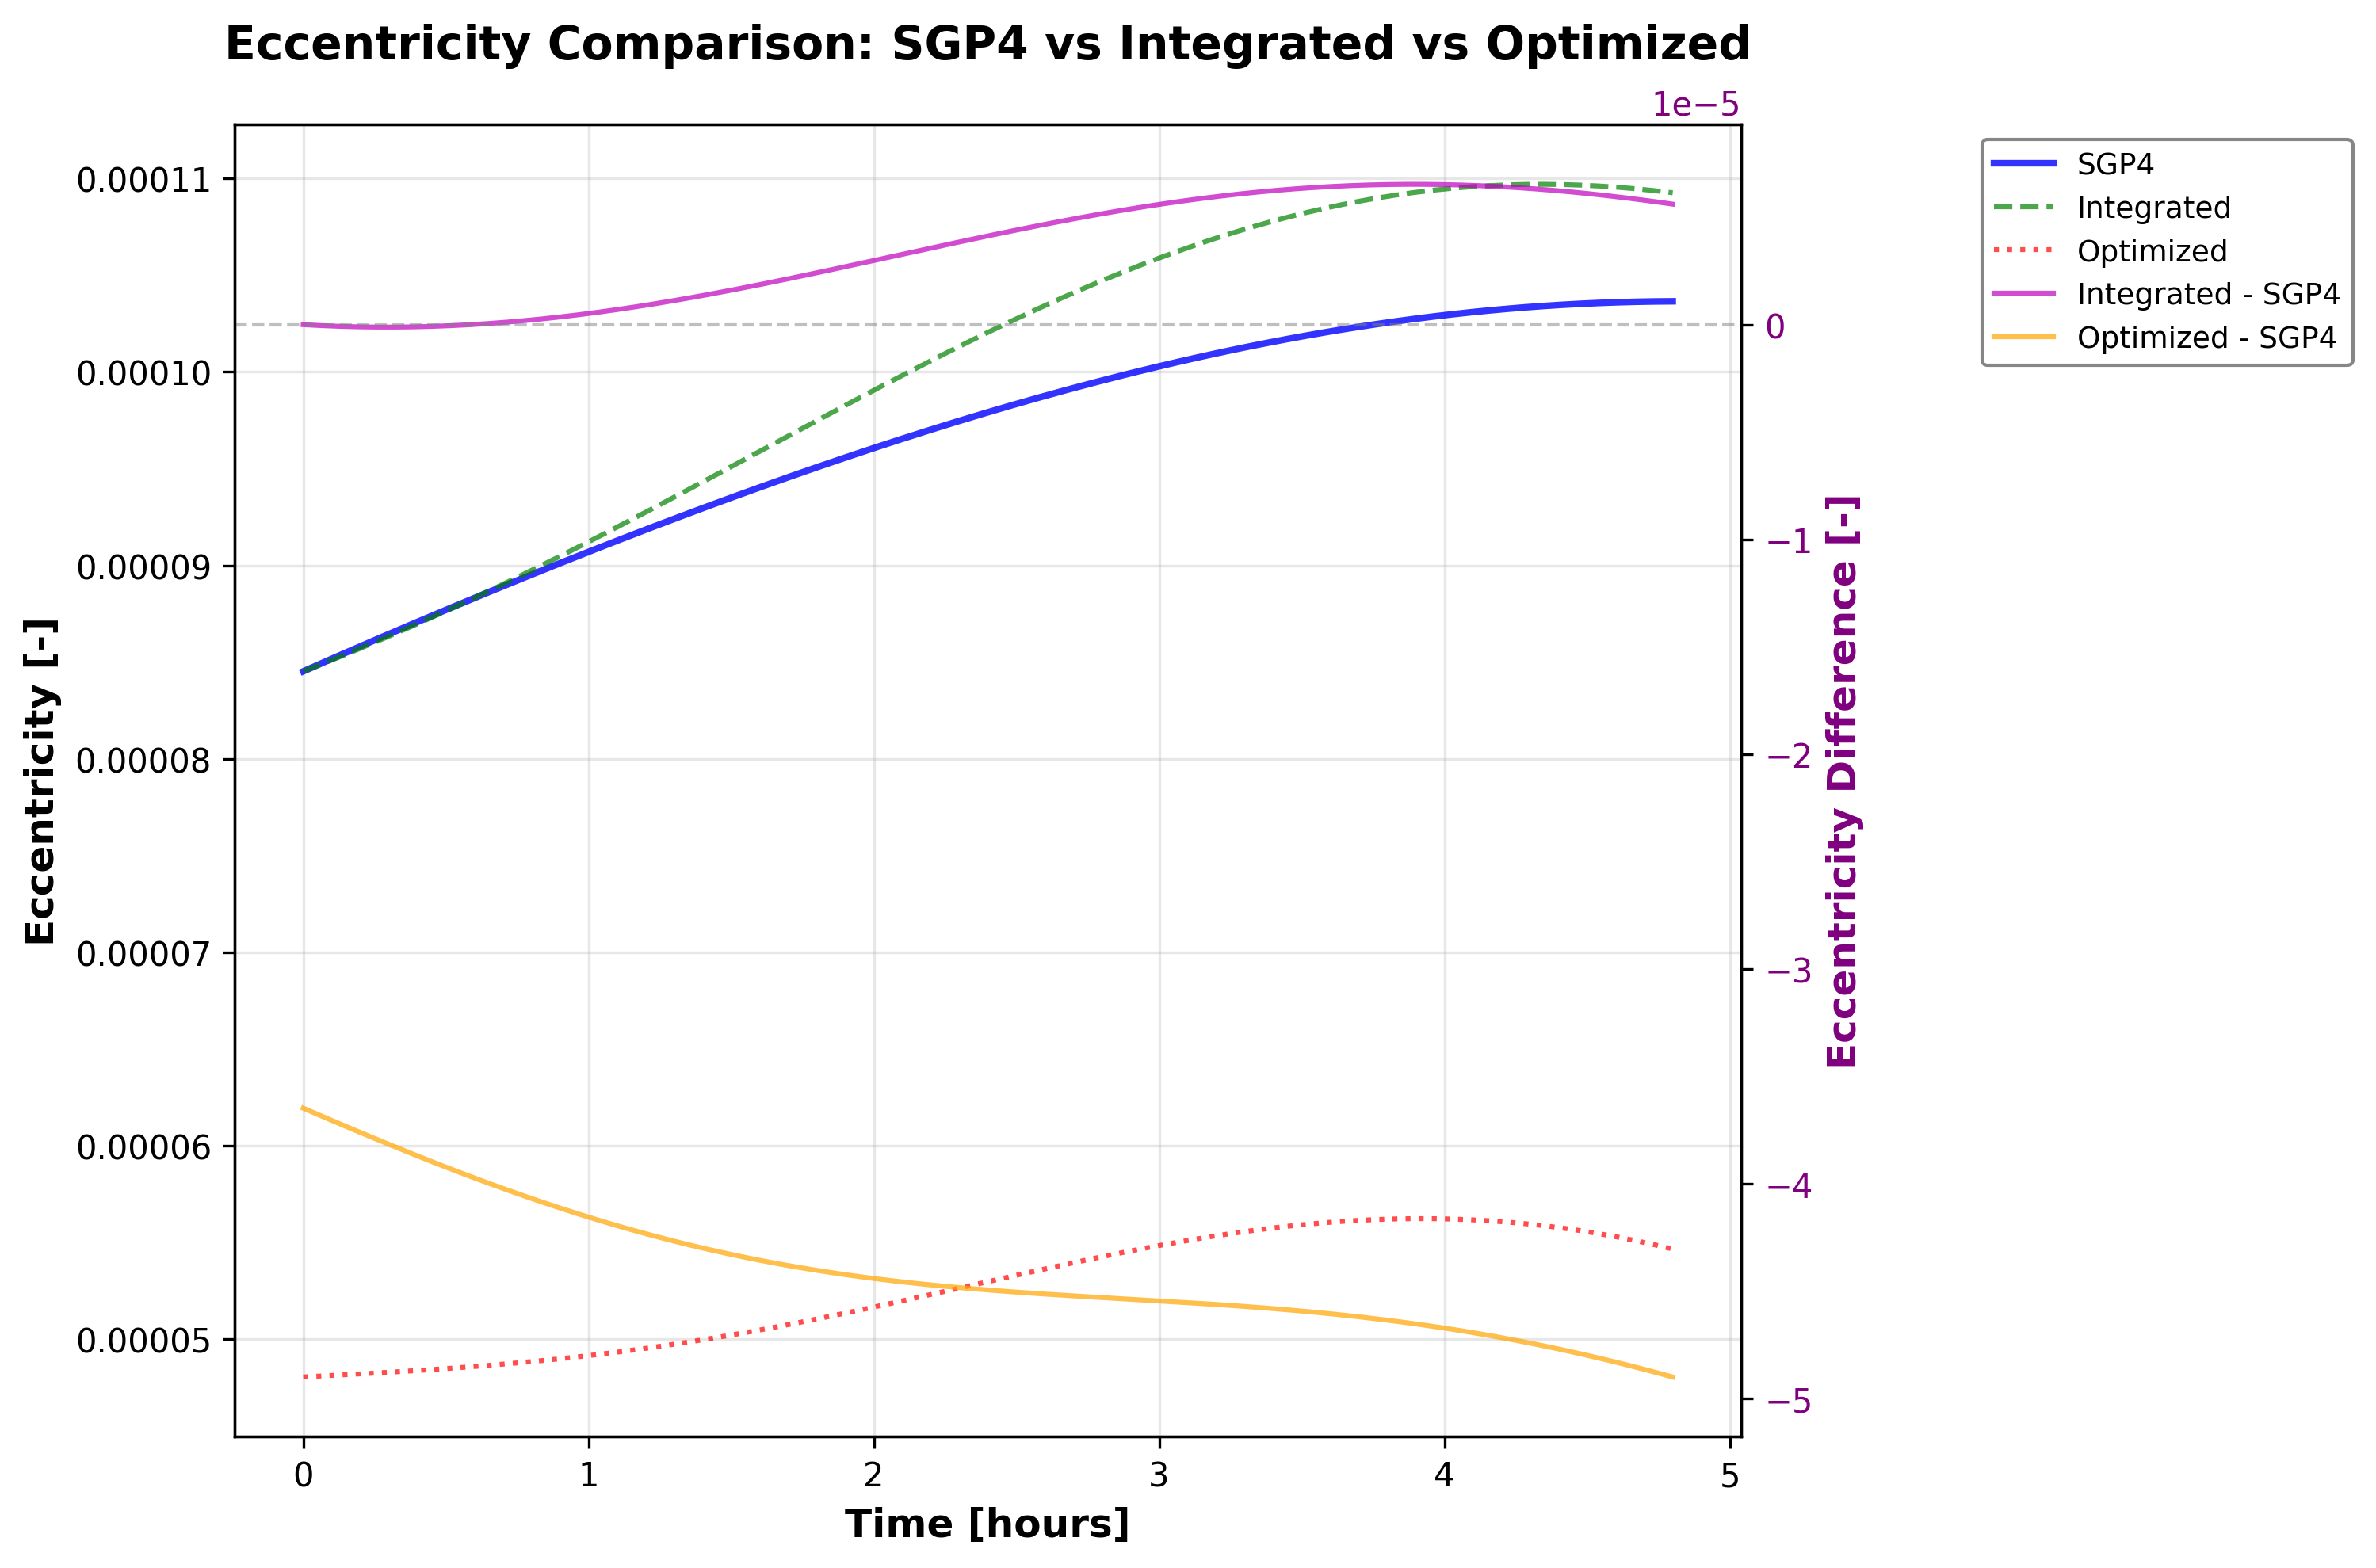 Eccentricity Comparison: SGP4 vs Integrated vs Optimized
1e−5
0.00011
0.00010
0.00009
0.00008
0.00007
0.00006
0.00005
Eccentricity [-]
0
1
2
3
4
5
Time [hours]
0
−1
−2
−3
−4
−5
Eccentricity Difference [-]
SGP4
Integrated
Optimized
Integrated - SGP4
Optimized - SGP4